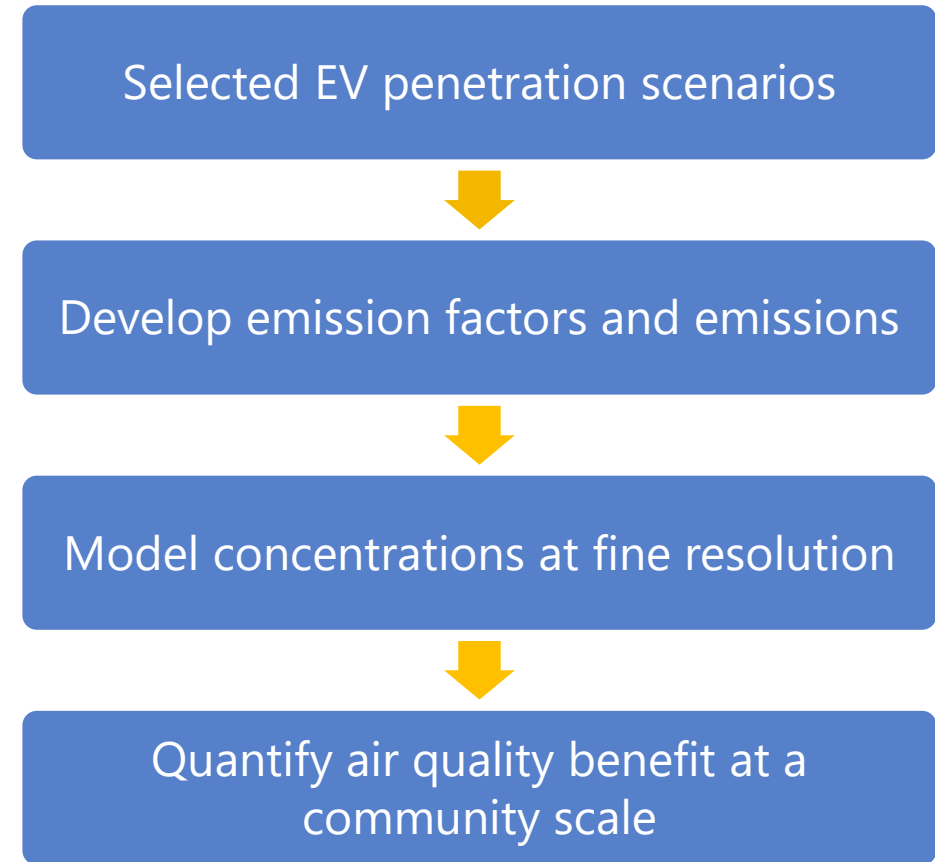 Selected EV penetration scenarios
Develop emission factors and emissions
Model concentrations at fine resolution
Quantify air quality benefit at a
community scale